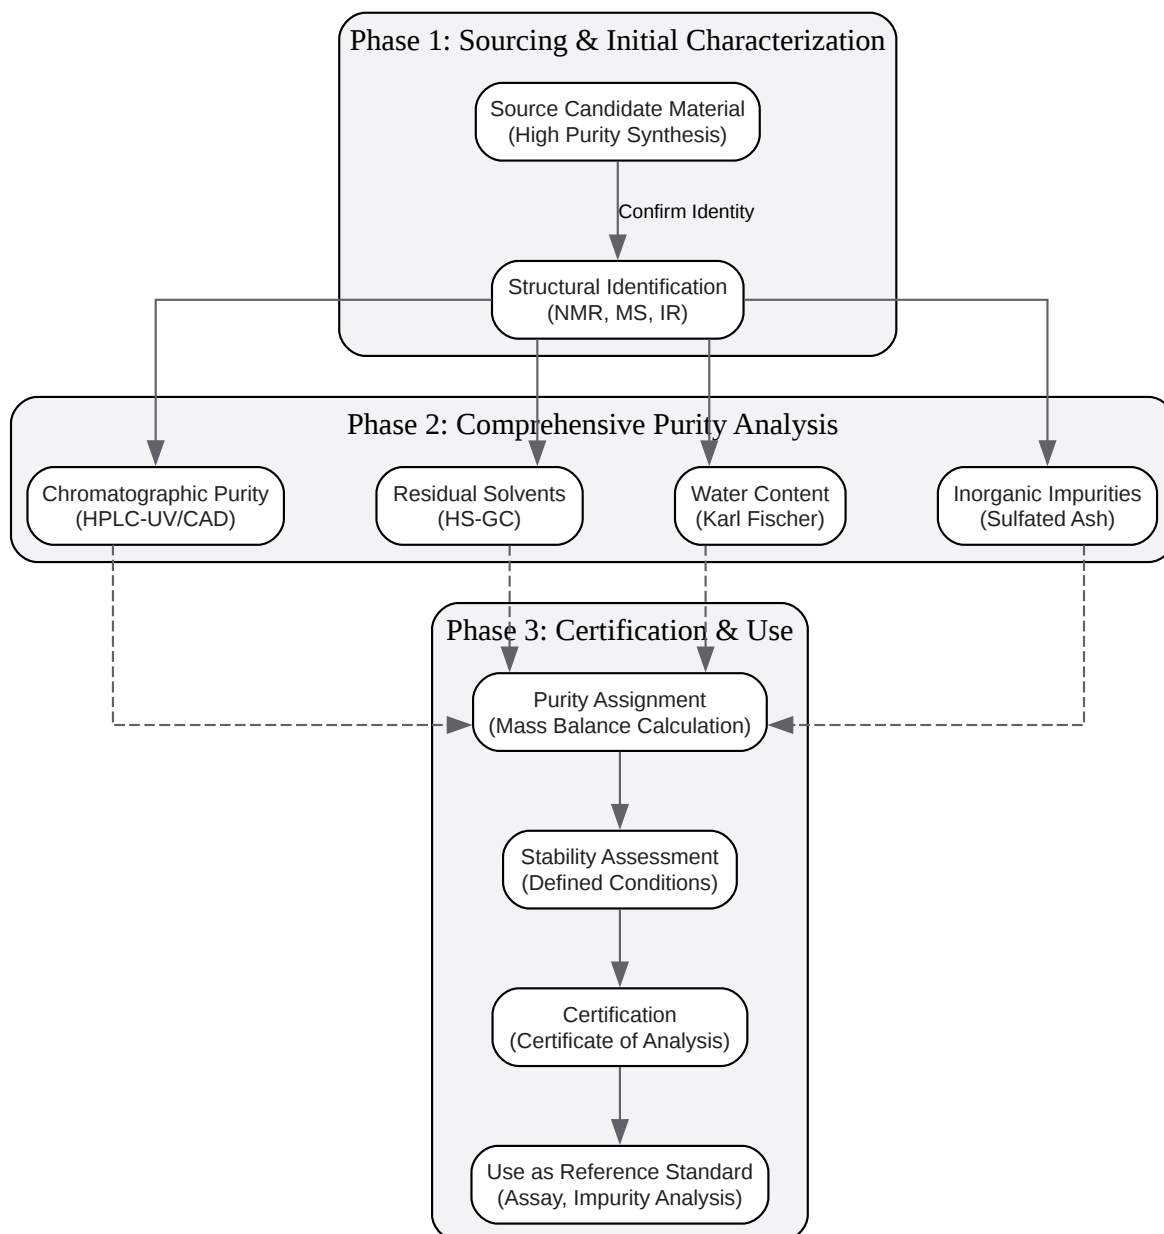 Phase 1: Sourcing & Initial Characterization
Source Candidate Material
(High Purity Synthesis)
Confirm Identity
Structural Identification
(NMR, MS, IR)
Phase 2: Comprehensive Purity Analysis
Chromatographic Purity
(HPLC-UV/CAD)
Residual Solvents
(HS-GC)
Water Content
(Karl Fischer)
Inorganic Impurities
(Sulfated Ash)
Phase 3: Certification & Use
Purity Assignment
(Mass Balance Calculation)
Stability Assessment
(Defined Conditions)
Certification
(Certificate of Analysis)
Use as Reference Standard
(Assay, Impurity Analysis)